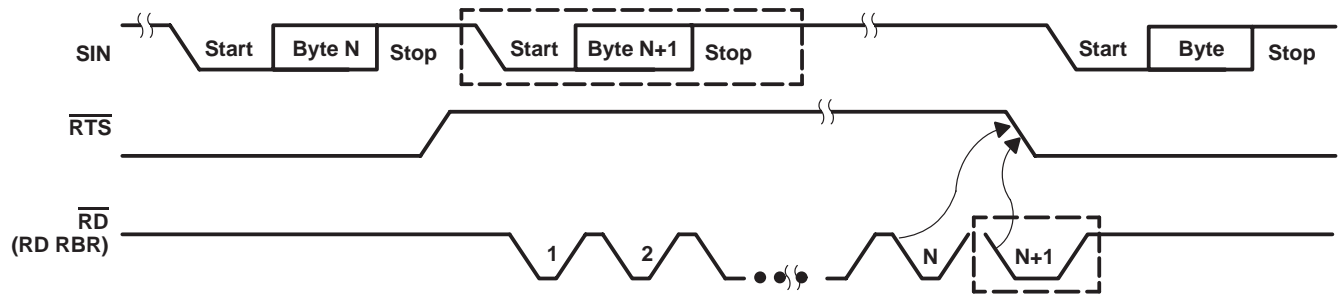 SIN
Start
Byte N
Stop
Start
Byte N+1
Stop
Start
Byte
Stop
RTS
RD
(RD RBR)
1
2
N
N+1